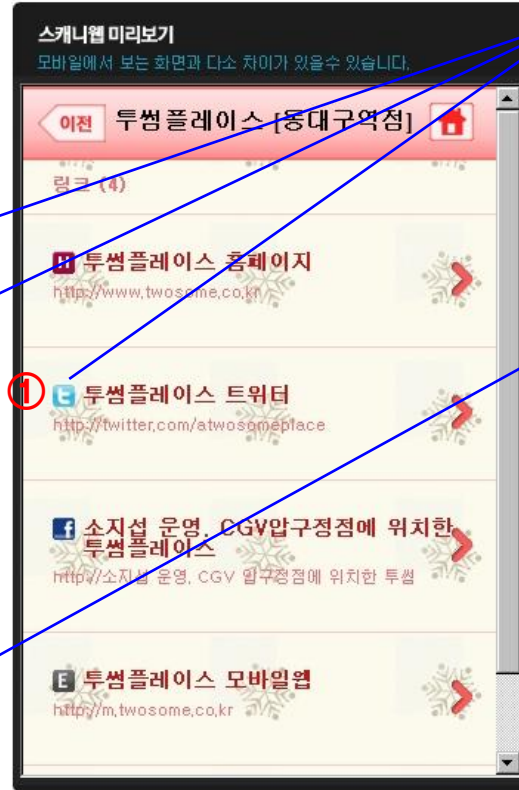 스캐니웹 미리보기
모바일에서 보는 화면과 다소 차이가 있을수 있습니다.
이전 투썸플레이스 [동대구역점]
링크 (4)
H 투썸플레이스 홈페이지
http://www.twosome.co.kr
① t 투썸플레이스 트위터
http://twitter.com/atwosomeplace
f 소지섭 운영. CGV압구정점에 위치한
투썸플레이스
http://소지섭 운영. CGV 압구정점에 위치한 투썸
E 투썸플레이스 모바일웹
http://m.twosome.co.kr